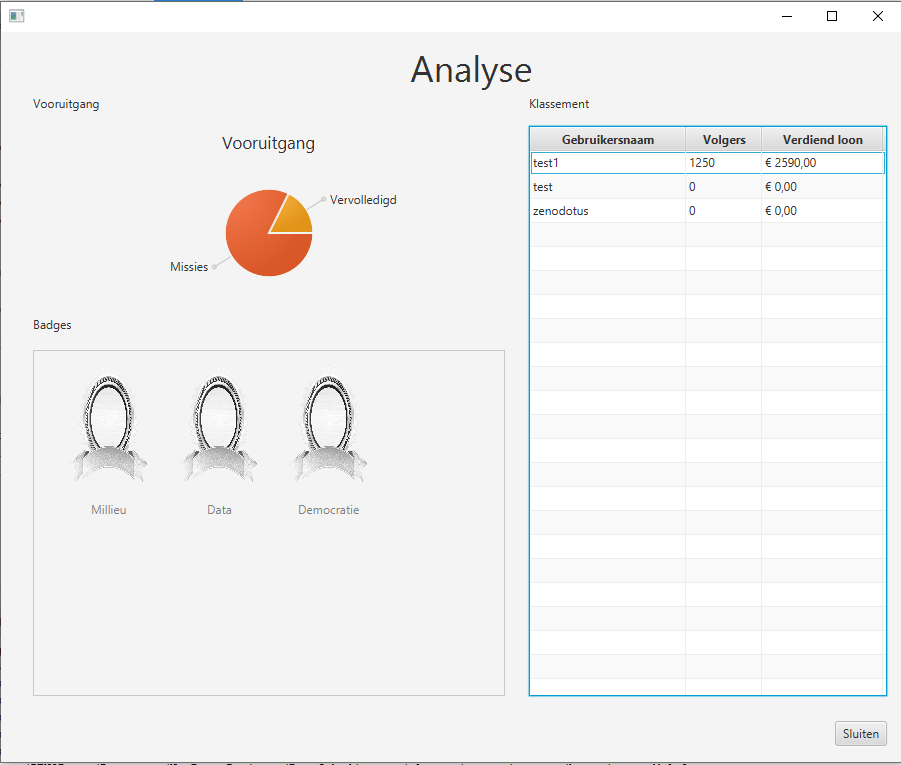 Analyse
Vooruitgang
Vooruitgang
Vervolledigd
Missies
Badges
Millieu
Data
Democratie
Klassement
Gebruikersnaam Volgers Verdiend loon
test1 1250 € 2590,00
test 0 € 0,00
zenodotus 0 € 0,00
Sluiten